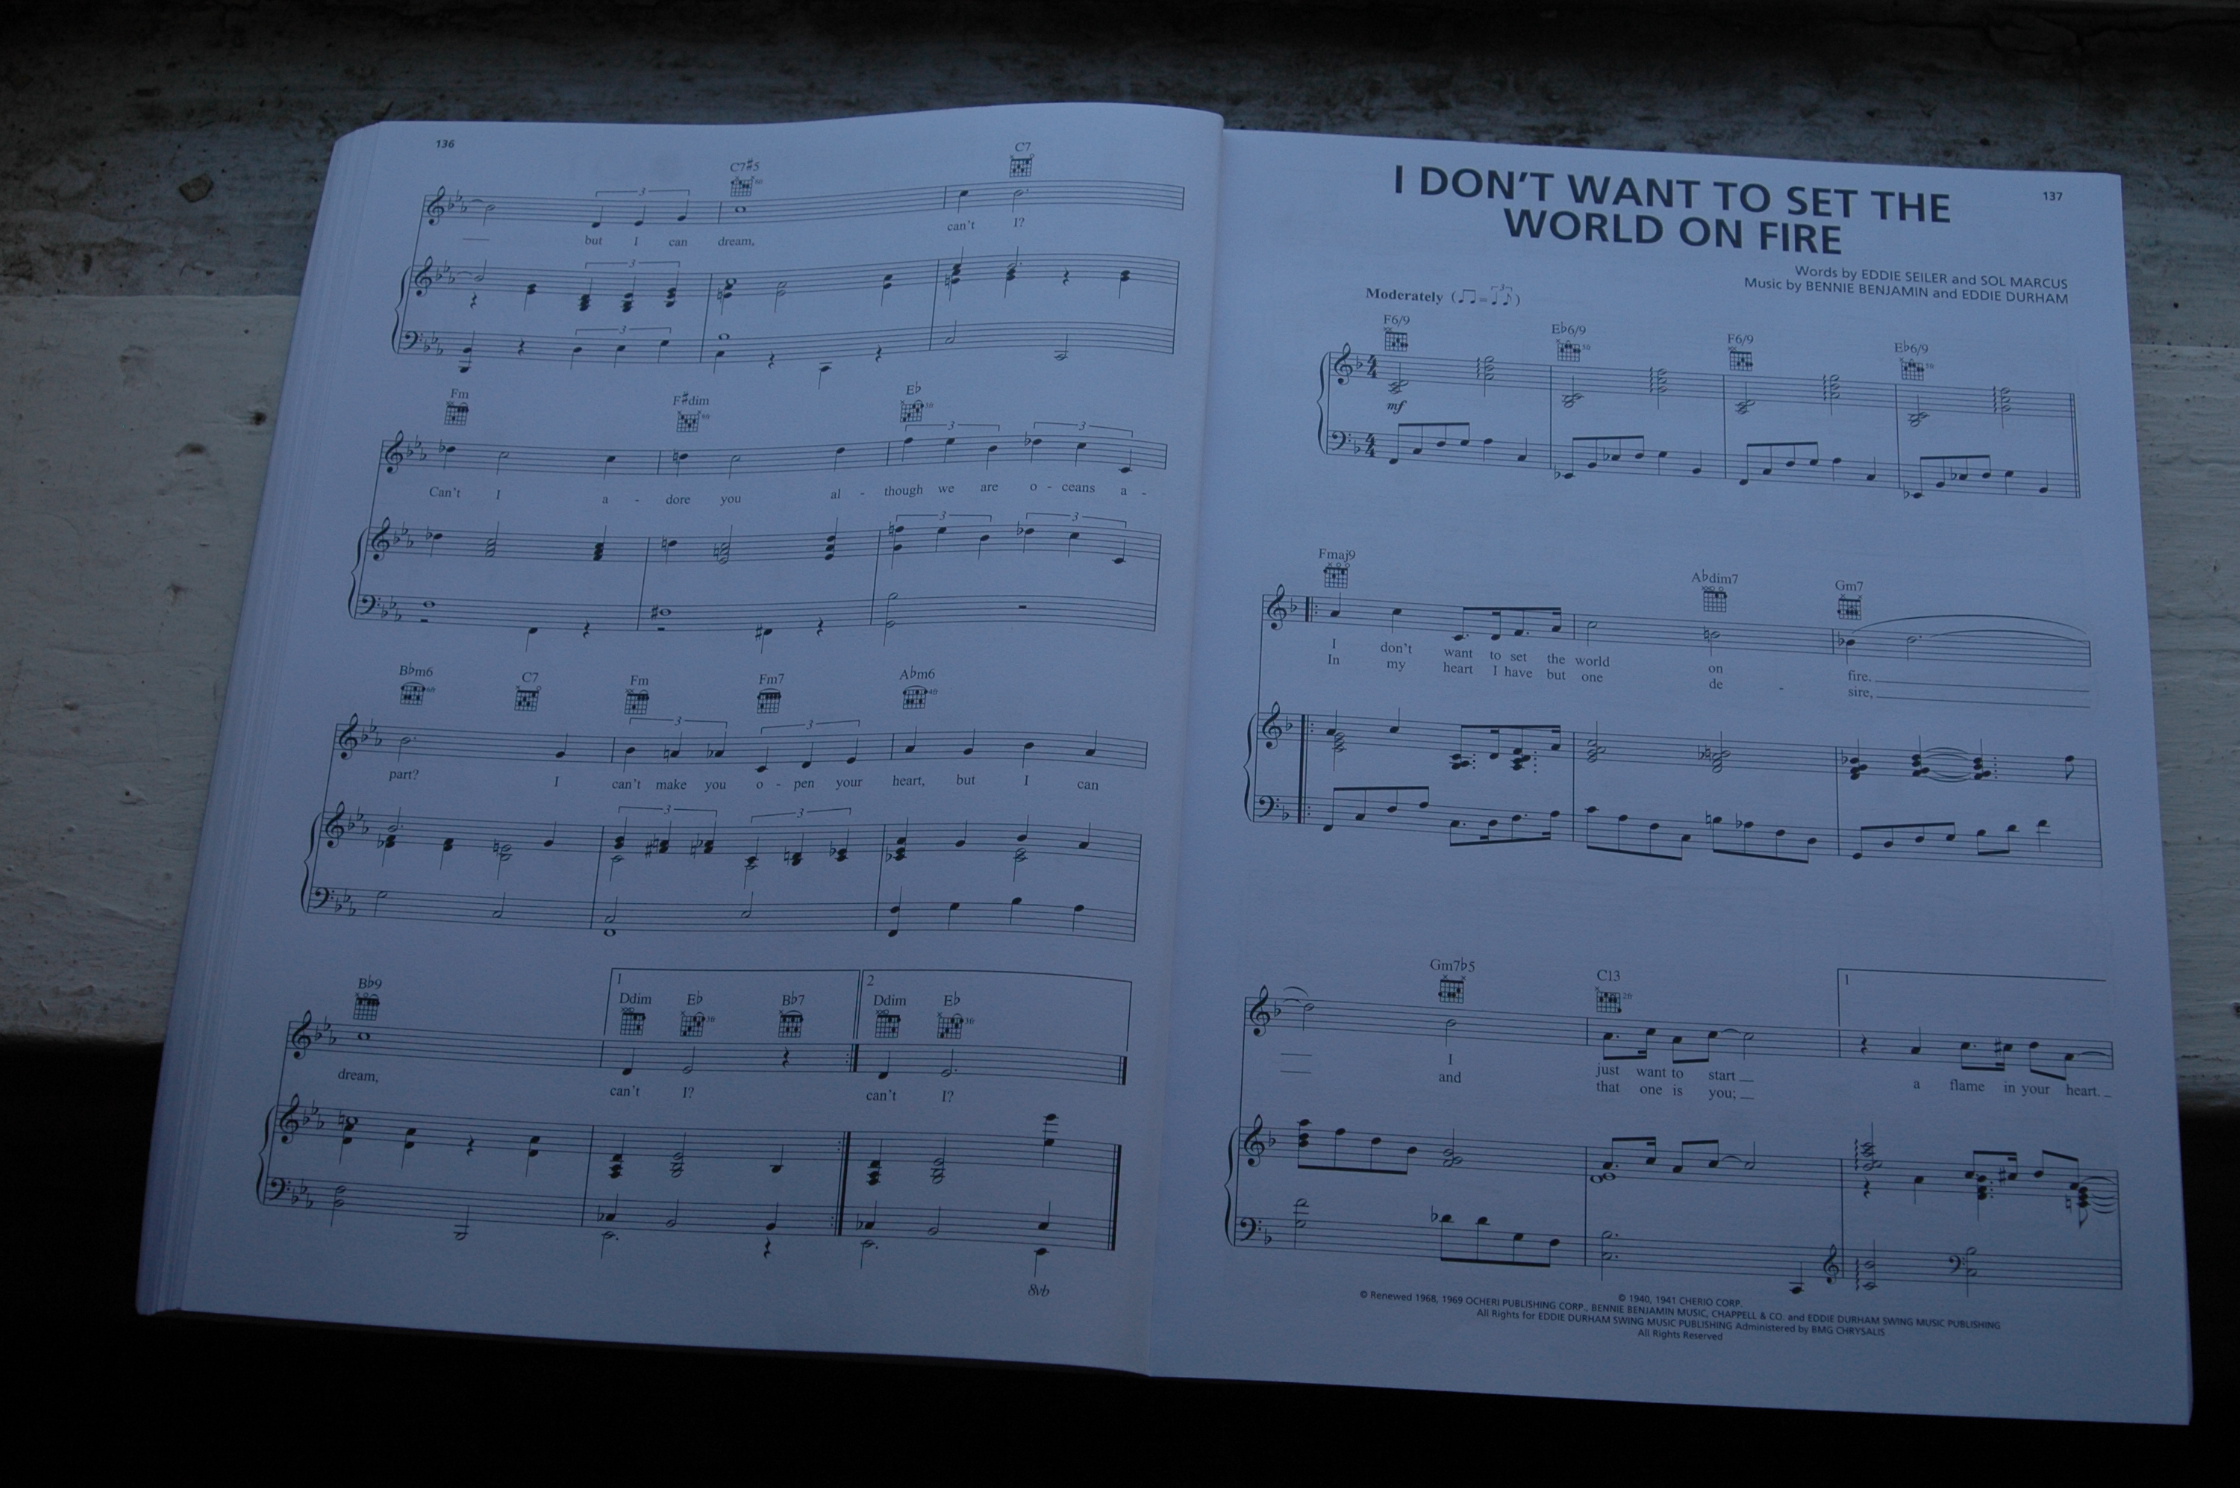 136
C7#5 C7
3
but I can dream, can't I?
3
3
Fm F#dim E♭
3 3
Can't I a - dore you al - though we are o - ceans a -
3 3
B♭m6 C7 Fm Fm7 A♭m6
3 3
part? I can't make you o - pen your heart, but I can
3 3
B♭9
1 2
Ddim E♭ B♭7 Ddim E♭
dream, can't I? can't I?
8vb
137
I DON'T WANT TO SET THE
WORLD ON FIRE
Words by EDDIE SEILER and SOL MARCUS
Music by BENNIE BENJAMIN and EDDIE DURHAM
Moderately (♫=♩♪) 3
F6/9 E♭6/9 F6/9 E♭6/9
4/4
mf
4/4
Fmaj9 A♭dim7 Gm7
I don't want to set the world on fire.
In my heart I have but one de - sire,
Gm7♭5 C13
1
I just want to start a flame in your heart.
and that one is you;
© 1940, 1941 CHERIO CORP.
© Renewed 1968, 1969 OCHERI PUBLISHING CORP., BENNIE BENJAMIN MUSIC, CHAPPELL & CO. and EDDIE DURHAM SWING MUSIC PUBLISHING
All Rights for EDDIE DURHAM SWING MUSIC PUBLISHING Administered by BMG CHRYSALIS
All Rights Reserved